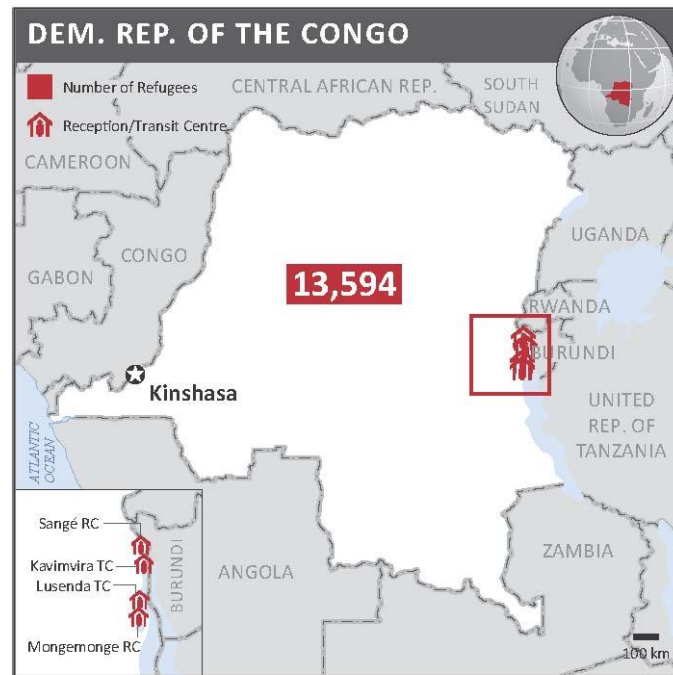 DEM. REP. OF THE CONGO
Number of Refugees
Reception/Transit Centre
CENTRAL AFRICAN REP.
SOUTH
SUDAN
CAMEROON
CONGO
GABON
UGANDA
13,594
RWANDA
BURUNDI
Kinshasa
UNITED
REP. OF
TANZANIA
ATLANTIC
OCEAN
Sangé RC
Kavimvira TC
Lusenda TC
Mongemonge RC
BURUNDI
ANGOLA
ZAMBIA
100 km